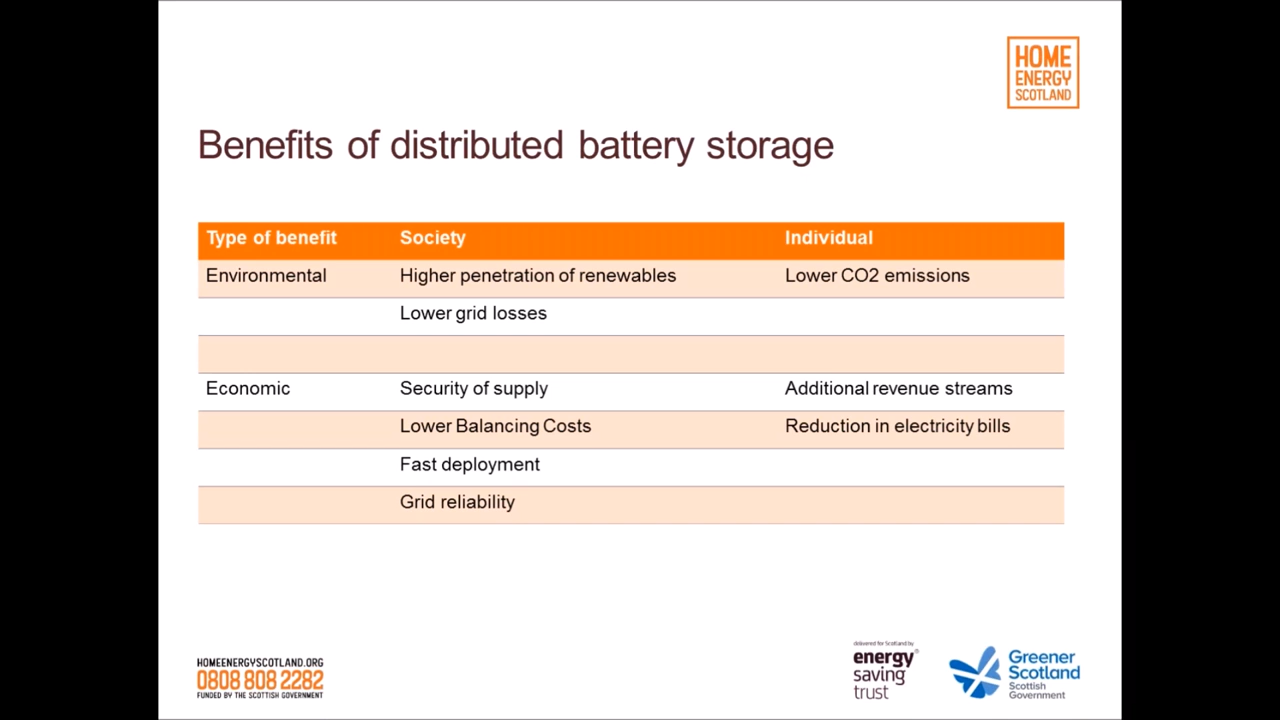 HOME
ENERGY
SCOTLAND
Benefits of distributed battery storage
Type of benefit Society Individual
Environmental Higher penetration of renewables Lower CO2 emissions
Lower grid losses
Economic Security of supply Additional revenue streams
Lower Balancing Costs Reduction in electricity bills
Fast deployment
Grid reliability
HOMEENERGYSCOTLAND.ORG
0808 808 2282
FUNDED BY THE SCOTTISH GOVERNMENT
delivered for Scotland by
energy®
saving
trust
Greener
Scotland
Scottish
Government